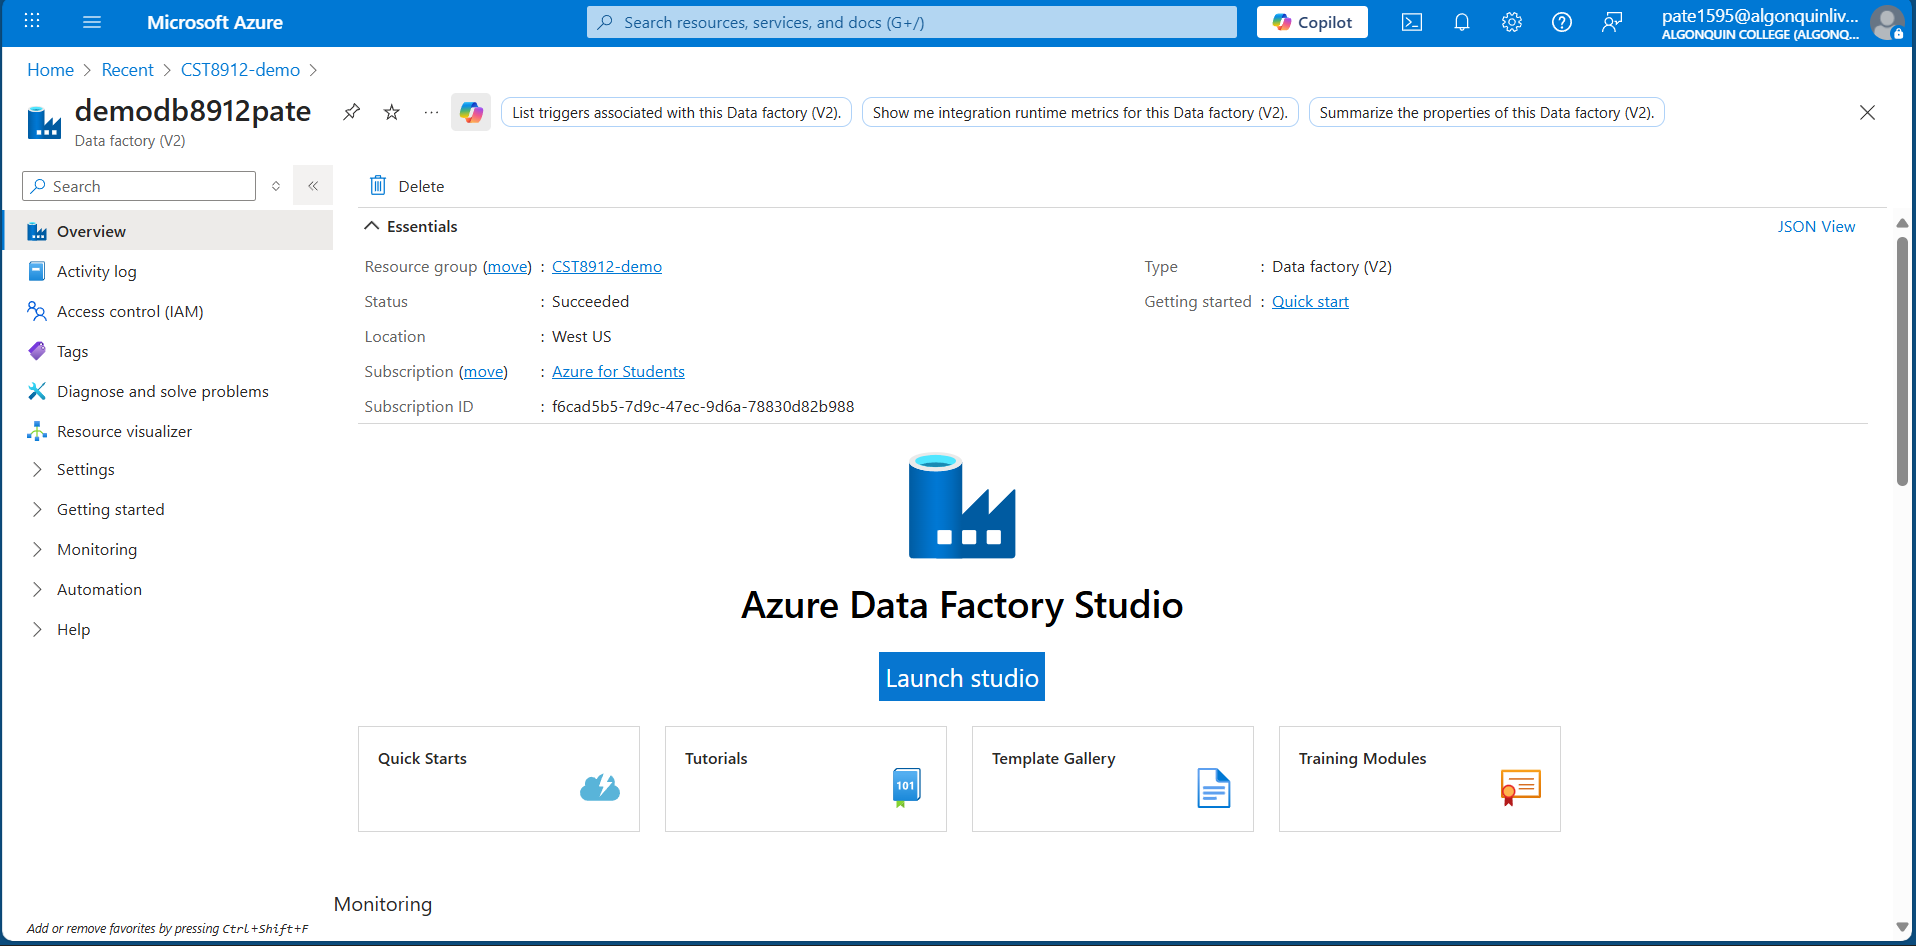 Microsoft Azure
Search resources, services, and docs (G+/)
Copilot
pate1595@algonquinliv...
ALGONQUIN COLLEGE (ALGONQ...
Home > Recent > CST8912-demo >
demodb8912pate
Data factory (V2)
...
List triggers associated with this Data factory (V2).
Show me integration runtime metrics for this Data factory (V2).
Summarize the properties of this Data factory (V2).
Search
«
Delete
Overview
Activity log
Access control (IAM)
Tags
Diagnose and solve problems
Resource visualizer
Settings
Getting started
Monitoring
Automation
Help
Add or remove favorites by pressing Ctrl+Shift+F
Essentials
JSON View
Resource group (move) : CST8912-demo
Status : Succeeded
Location : West US
Subscription (move) : Azure for Students
Subscription ID : f6cad5b5-7d9c-47ec-9d6a-78830d82b988
Type : Data factory (V2)
Getting started : Quick start
Azure Data Factory Studio
Launch studio
Quick Starts
Tutorials
101
Template Gallery
Training Modules
Monitoring